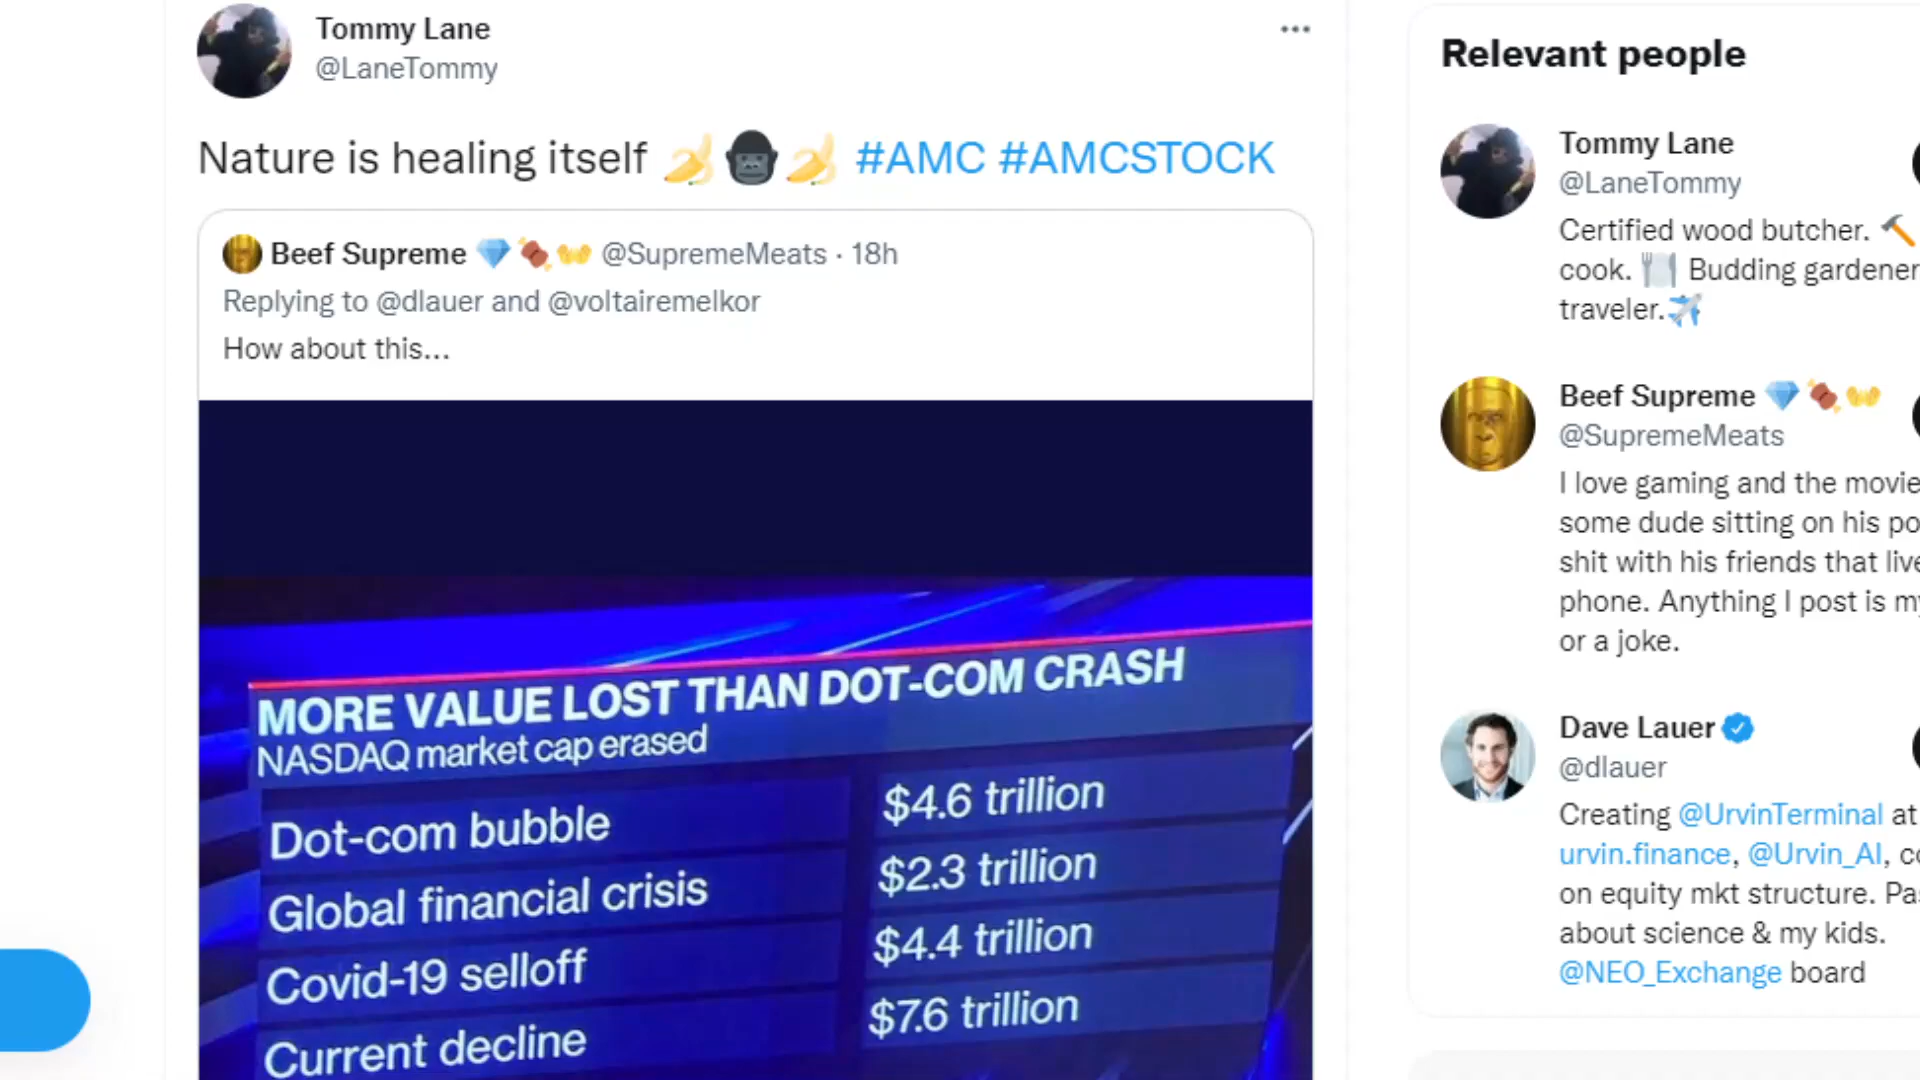 Tommy Lane
@LaneTommy
Nature is healing itself 🍌🦍🍌 #AMC #AMCSTOCK
Beef Supreme 💎🍖👐 @SupremeMeats · 18h
Replying to @dlauer and @voltairemelkor
How about this...
MORE VALUE LOST THAN DOT-COM CRASH
NASDAQ market cap erased
Dot-com bubble $4.6 trillion
Global financial crisis $2.3 trillion
Covid-19 selloff $4.4 trillion
Current decline $7.6 trillion
Relevant people
Tommy Lane
@LaneTommy
Certified wood butcher. 🔨
cook. 🍽️ Budding gardener
traveler.✈️
Beef Supreme 💎🍖👐
@SupremeMeats
I love gaming and the movie
some dude sitting on his po
shit with his friends that live
phone. Anything I post is my
or a joke.
Dave Lauer
@dlauer
Creating @UrvinTerminal at
urvin.finance, @Urvin_AI, co
on equity mkt structure. Pas
about science & my kids.
@NEO_Exchange board